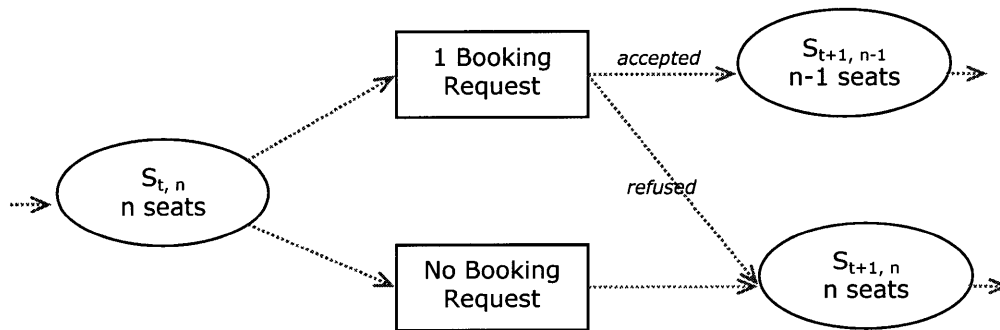 1 Booking
Request
accepted
S_{t+1, n-1}
n-1 seats
S_{t, n}
n seats
refused
No Booking
Request
S_{t+1, n}
n seats